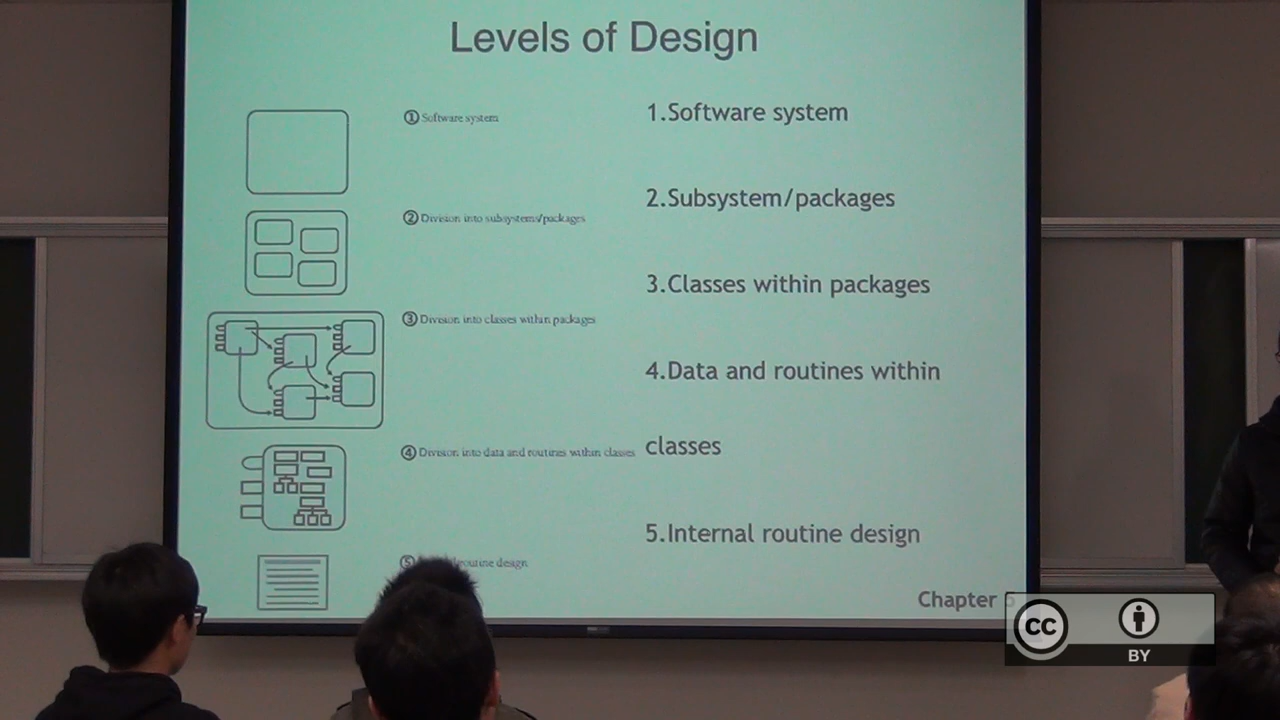 Levels of Design
① Software system
1.Software system
② Division into subsystems/packages
2.Subsystem/packages
③ Division into classes within packages
3.Classes within packages
④ Division into data and routines within classes
4.Data and routines within
classes
⑤ routine design
5.Internal routine design
Chapter 5
CC
BY